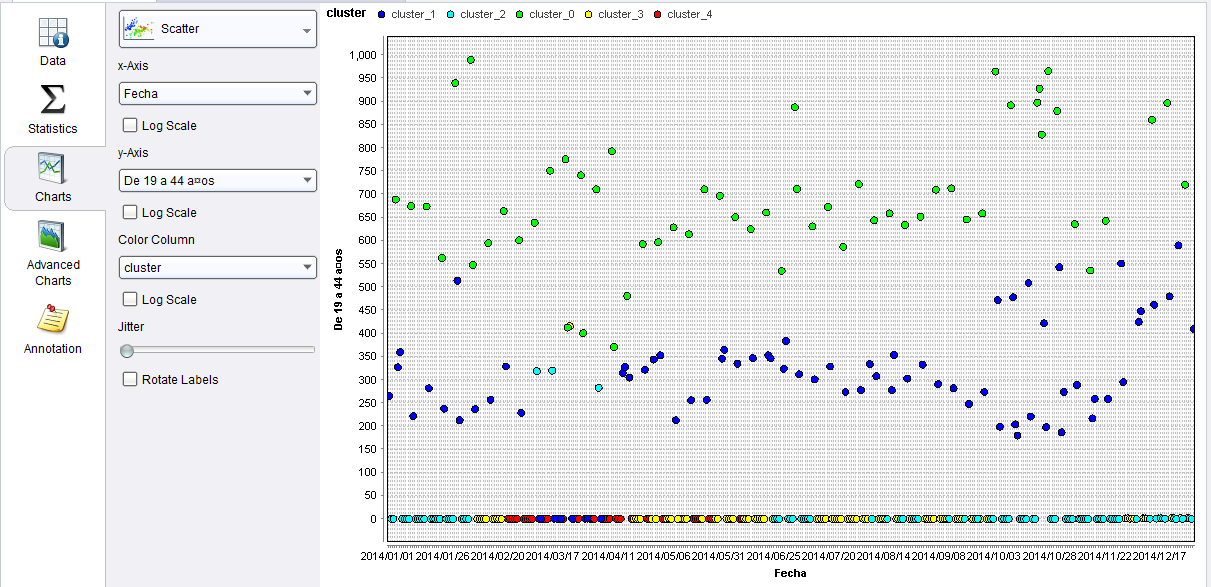 Data
Statistics
Charts
Advanced
Charts
Annotation
Scatter
x-Axis
Fecha
Log Scale
y-Axis
De 19 a 44 a¤os
Log Scale
Color Column
cluster
Log Scale
Jitter
Rotate Labels
cluster cluster_1 cluster_2 cluster_0 cluster_3 cluster_4
1,000
950
900
850
800
750
700
650
600
550
500
450
400
350
300
250
200
150
100
50
0
De 19 a 44 a¤os
2014/01/01 2014/01/26 2014/02/20 2014/03/17 2014/04/11 2014/05/06 2014/05/31 2014/06/25 2014/07/20 2014/08/14 2014/09/08 2014/10/03 2014/10/28 2014/11/22 2014/12/17
Fecha